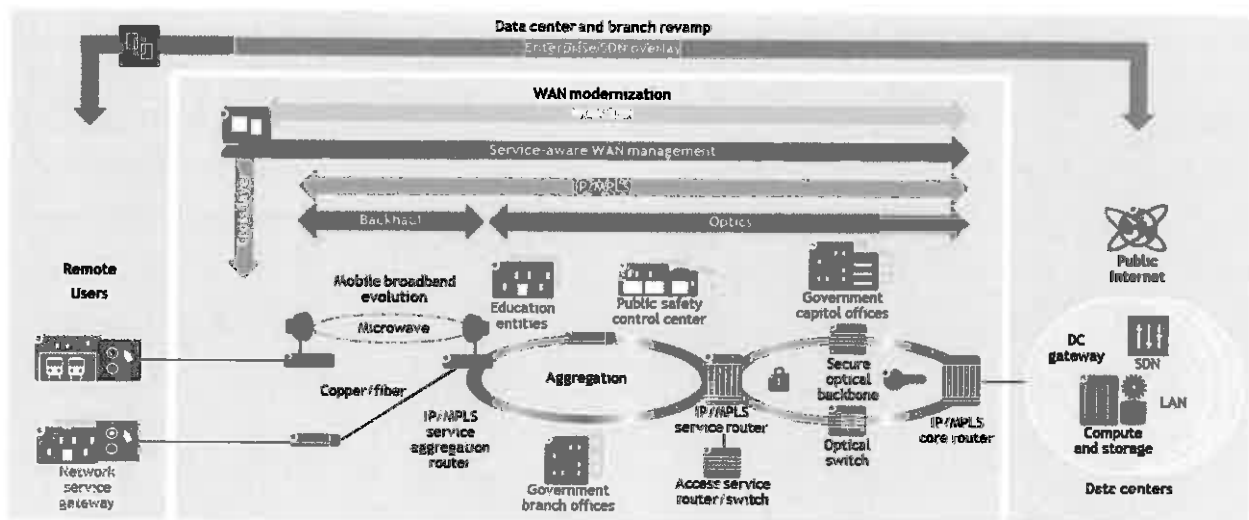 Data center and branch revamp
Enterprise SDN overlay
WAN modernization
Service-aware WAN management
IP/MPLS
Backhaul
Optics
Remote
Users
Mobile broadband
evolution
Microwave
Education
entities
Public safety
control center
Government
capitol offices
Public
Internet
Copper/fiber
Aggregation
IP/MPLS
service
aggregation
router
IP/MPLS
service router
Secure
optical
backbone
Optical
switch
IP/MPLS
core router
DC
gateway
SDN
LAN
Compute
and storage
Network
service
gateway
Government
branch offices
Access service
router/switch
Data centers